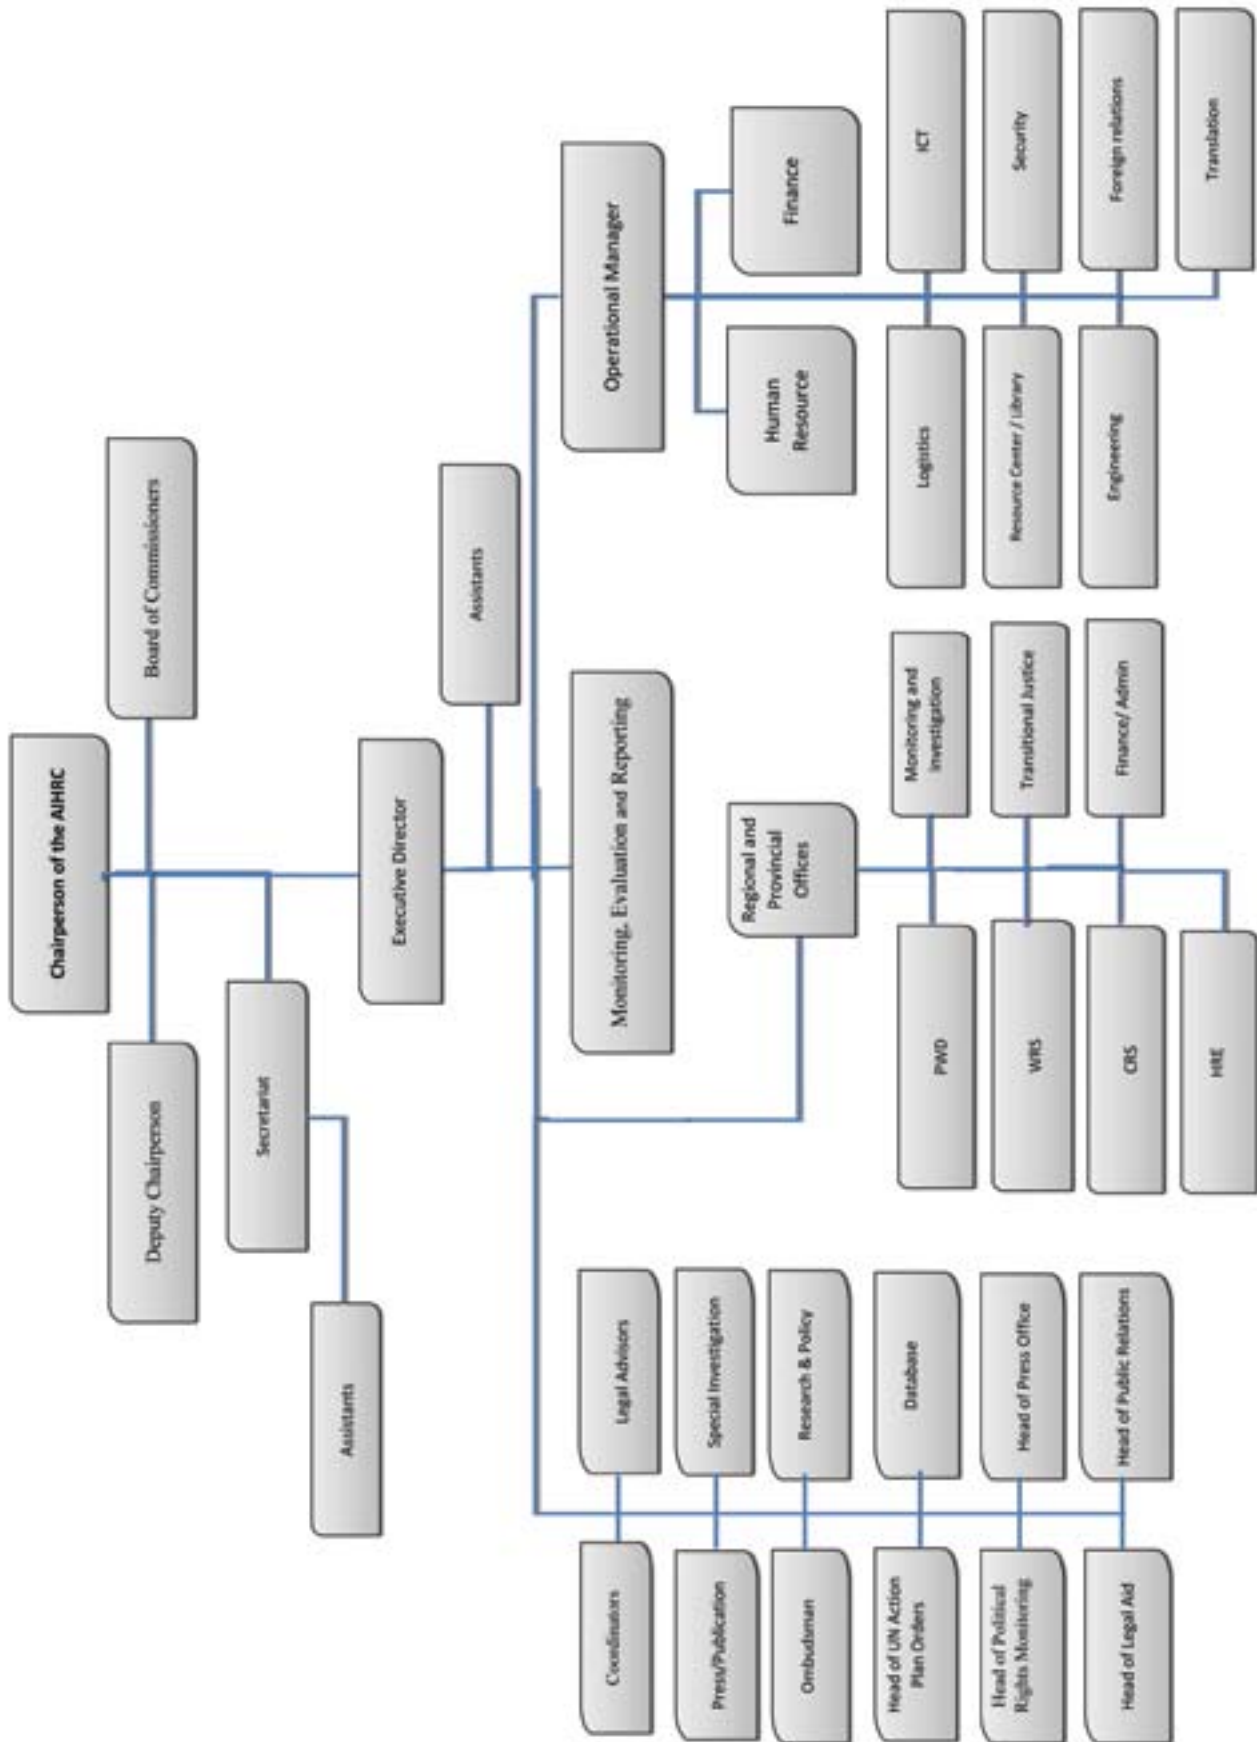 Chairperson of the AIHRC
Deputy Chairperson
Board of Commissioners
Secretariat
Assistants
Executive Director
Assistants
Monitoring, Evaluation and Reporting
Operational Manager
Coordinators
Legal Advisors
Press/Publication
Special Investigation
Ombudsman
Research & Policy
Head of UN Action
Plan Orders
Database
Head of Political
Rights Monitoring
Head of Press Office
Head of Legal Aid
Head of Public Relations
Regional and
Provincial
Offices
PWD
Monitoring and
investigation
WRS
Transitional Justice
CRS
Finance/ Admin
HRE
Human
Resource
Finance
Logistics
ICT
Resource Center / Library
Security
Engineering
Foreign relations
Translation